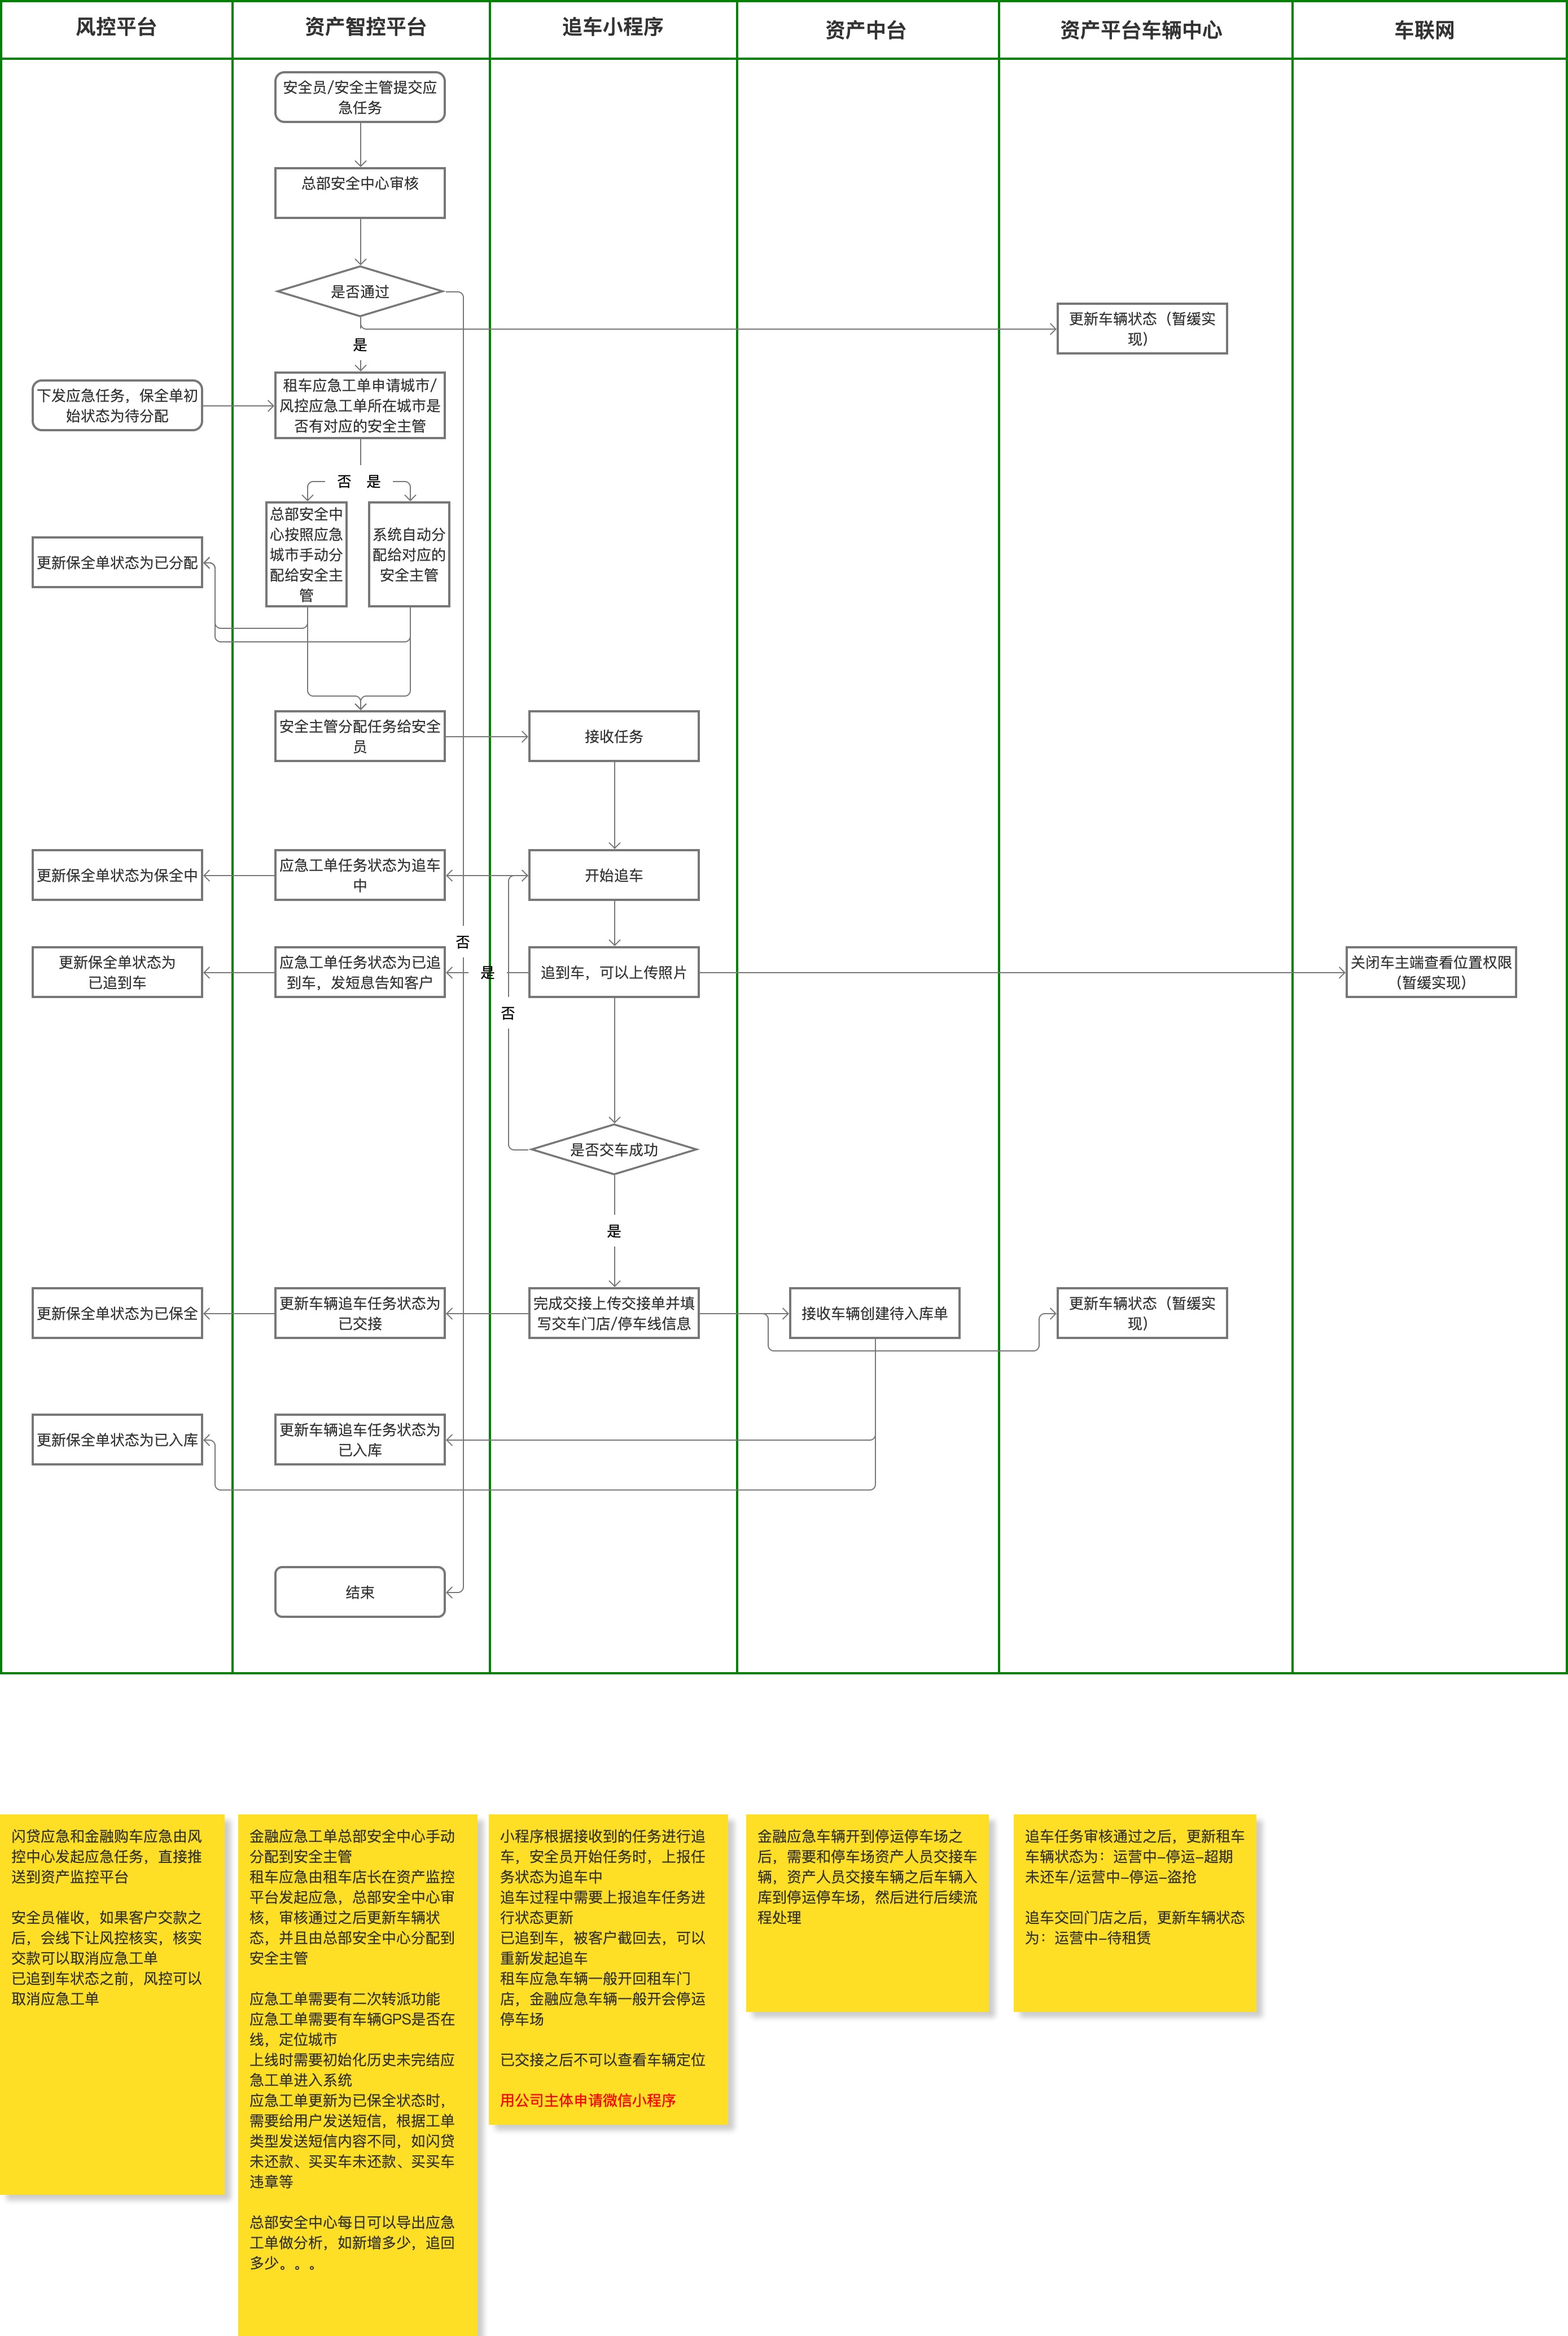 风控平台
资产智控平台
追车小程序
资产中台
资产平台车辆中心
车联网
安全员/安全主管提交应
急任务
总部安全中心审核
是否通过
更新车辆状态（暂缓实
现）
是
下发应急任务，保全单初
始状态为待分配
租车应急工单申请城市/
风控应急工单所在城市是
否有对应的安全主管
否
是
总部安全中
心按照应急
城市手动分
配给安全主
管
系统自动分
配给对应的
安全主管
更新保全单状态为已分配
安全主管分配任务给安全
员
接收任务
更新保全单状态为保全中
应急工单任务状态为追车
中
开始追车
否
更新保全单状态为
已追到车
应急工单任务状态为已追
到车，发短息告知客户
是
追到车，可以上传照片
关闭车主端查看位置权限
（暂缓实现）
否
是否交车成功
是
更新保全单状态为已保全
更新车辆追车任务状态为
已交接
完成交接上传交接单并填
写交车门店/停车线信息
接收车辆创建待入库单
更新车辆状态（暂缓实
现）
更新保全单状态为已入库
更新车辆追车任务状态为
已入库
结束
闪贷应急和金融购车应急由风
控中心发起应急任务，直接推
送到资产监控平台
安全员催收，如果客户交款之
后，会线下让风控核实，核实
交款可以取消应急工单
已追到车状态之前，风控可以
取消应急工单
金融应急工单总部安全中心手动
分配到安全主管
租车应急由租车店长在资产监控
平台发起应急，总部安全中心审
核，审核通过之后更新车辆状
态，并且由总部安全中心分配到
安全主管
应急工单需要有二次转派功能
应急工单需要有车辆GPS是否在
线，定位城市
上线时需要初始化历史未完结应
急工单进入系统
应急工单更新为已保全状态时，
需要给用户发送短信，根据工单
类型发送短信内容不同，如闪贷
未还款、买买车未还款、买买车
违章等
总部安全中心每日可以导出应急
工单做分析，如新增多少，追回
多少。。。
小程序根据接收到的任务进行追
车，安全员开始任务时，上报任
务状态为追车中
追车过程中需要上报追车任务进
行状态更新
已追到车，被客户截回去，可以
重新发起追车
租车应急车辆一般开回租车门
店，金融应急车辆一般开会停运
停车场
已交接之后不可以查看车辆定位
用公司主体申请微信小程序
金融应急车辆开到停运停车场之
后，需要和停车场资产人员交接车
辆，资产人员交接车辆之后车辆入
库到停运停车场，然后进行后续流
程处理
追车任务审核通过之后，更新租车
车辆状态为：运营中-停运-超期
未还车/运营中-停运-盗抢
追车交回门店之后，更新车辆状态
为：运营中-待租赁